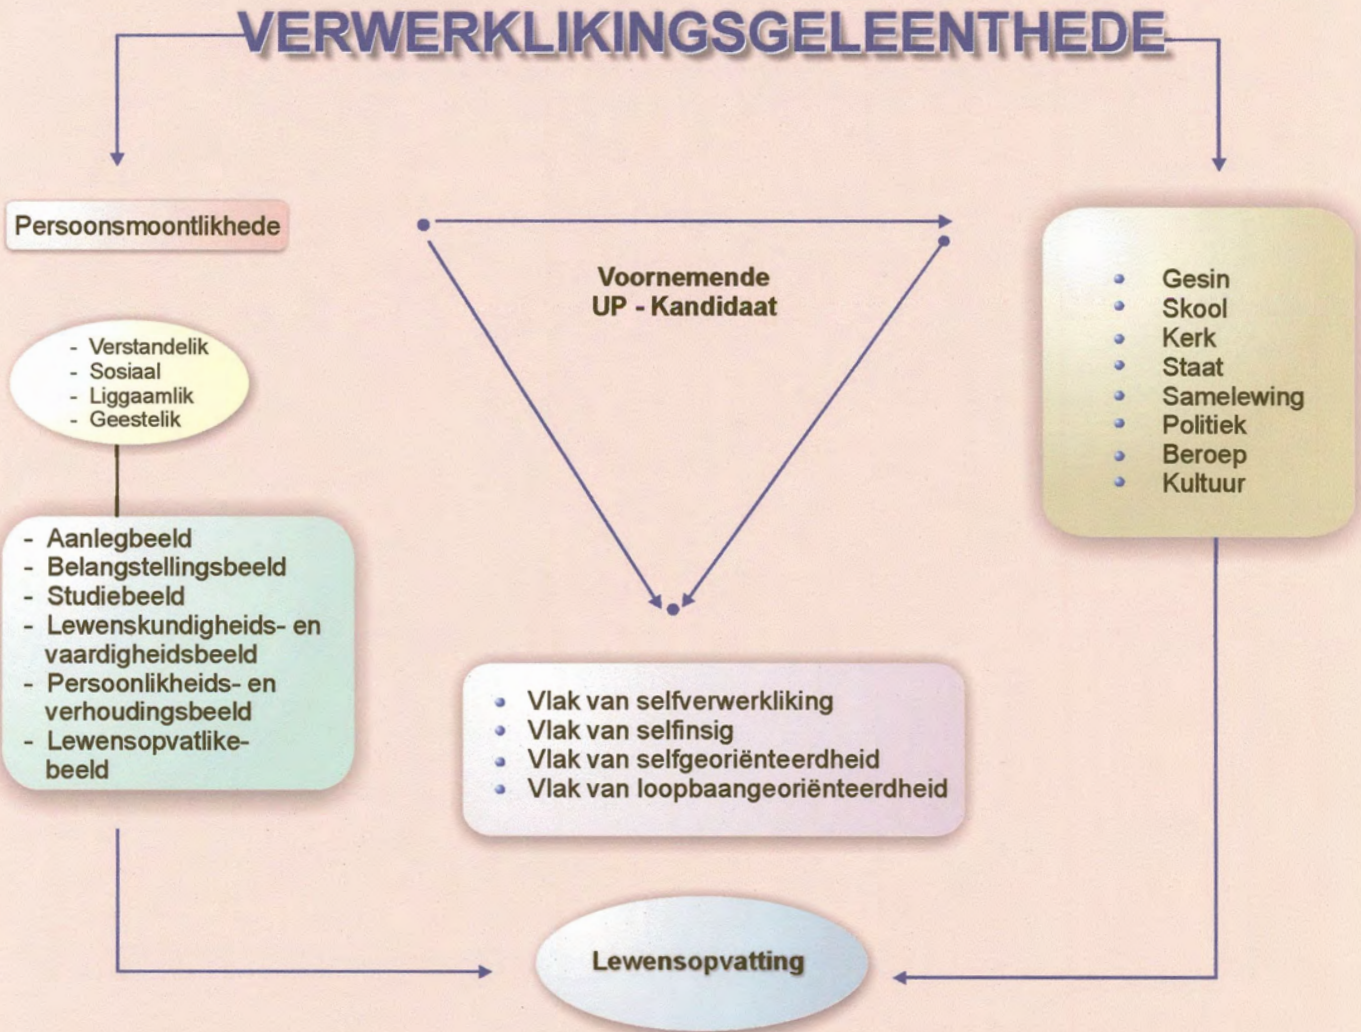 VERWERKLIKINGSGELEENTHEDE
Persoonsmoontlikhede
- Verstandelik
- Sosiaal
- Liggaamlik
- Geestelik
- Aanlegbeeld
- Belangstellingsbeeld
- Studiebeeld
- Lewenskundigheids- en
vaardigheidsbeeld
- Persoonlikheids- en
verhoudingsbeeld
- Lewensopvatlike-
beeld
Voornemende
UP - Kandidaat
• Gesin
• Skool
• Kerk
• Staat
• Samelewing
• Politiek
• Beroep
• Kultuur
• Vlak van selfverwerkliking
• Vlak van selfinsig
• Vlak van selfgeoriënteerdheid
• Vlak van loopbaangeoriënteerdheid
Lewensopvatting